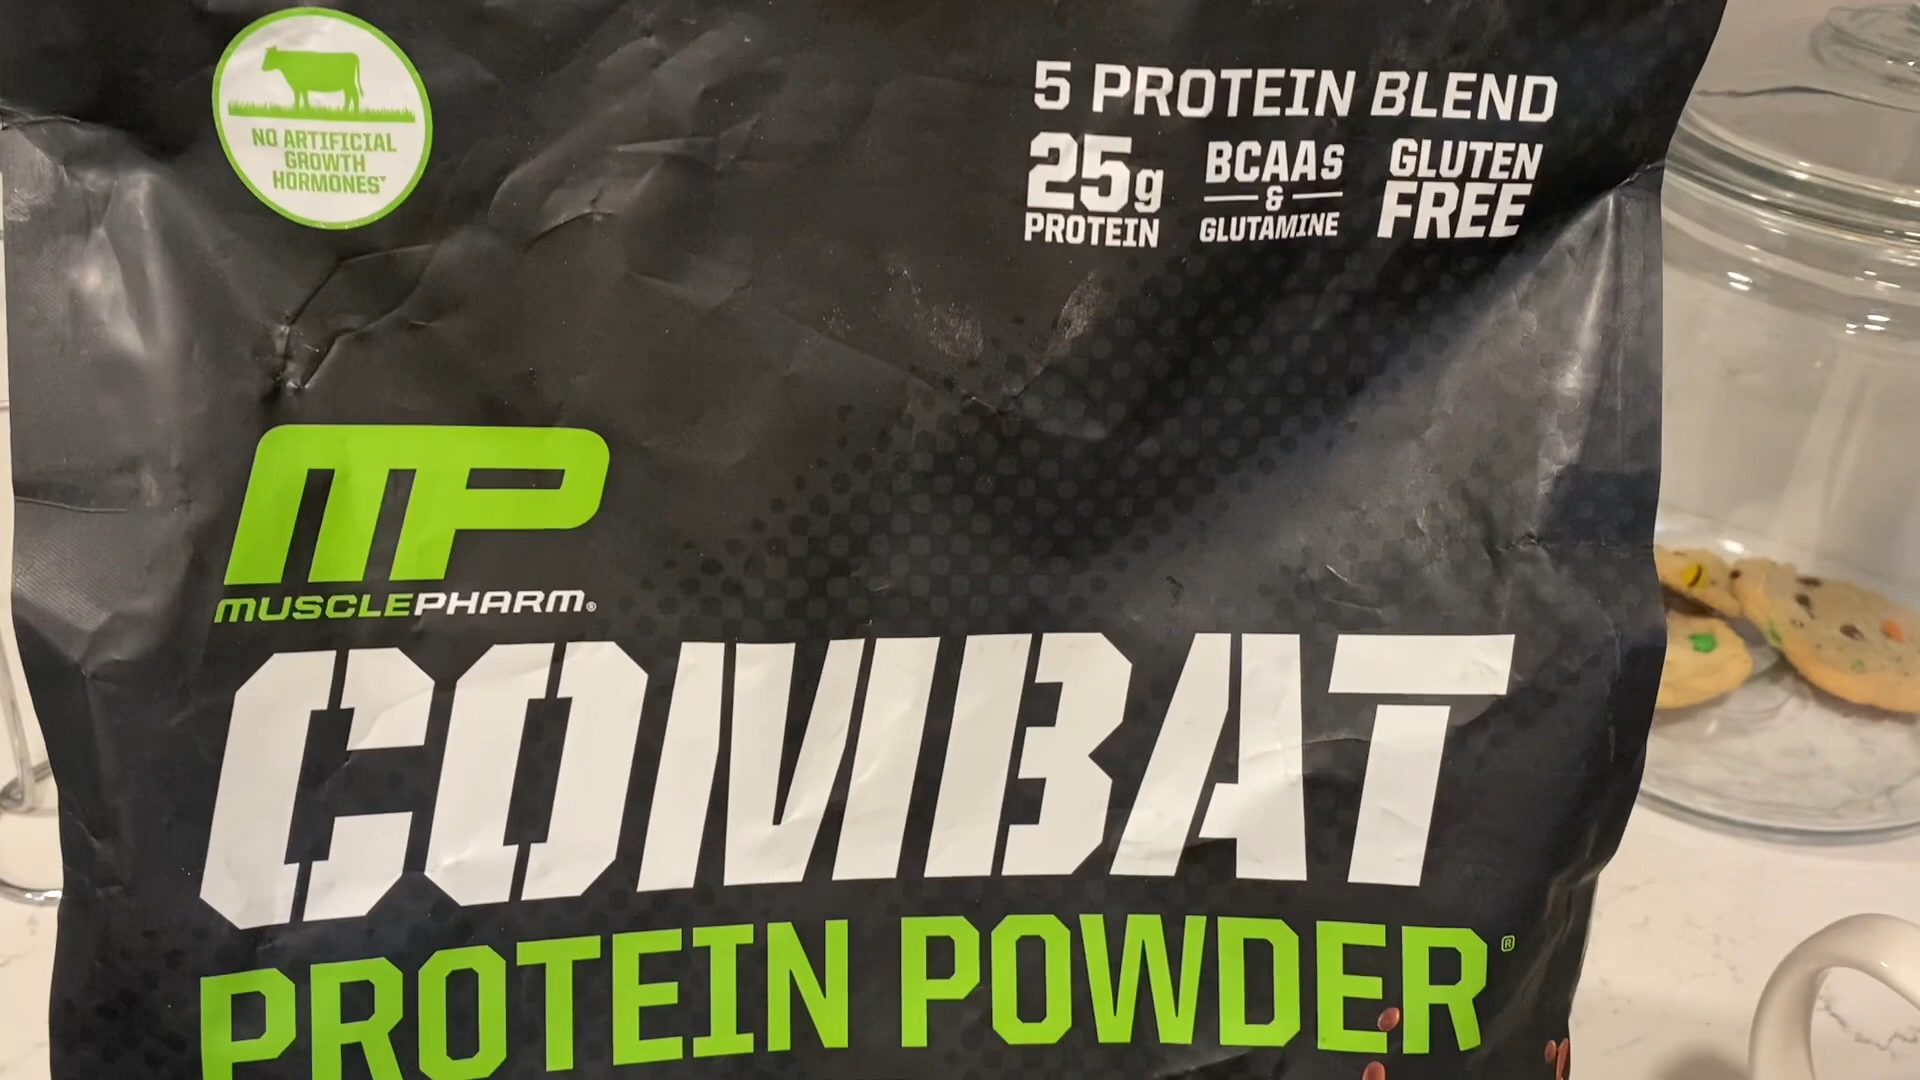 NO ARTIFICIAL
GROWTH
HORMONES*
5 PROTEIN BLEND
25g
PROTEIN
BCAAs
&
GLUTAMINE
GLUTEN
FREE
MP
MUSCLEPHARM®
COMBAT
PROTEIN POWDER®